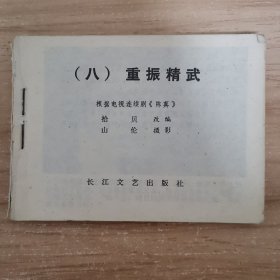 （八）重振精武
根据电视连续剧《陈真》
拾贝 改编
山伦 摄影
长江文艺出版社